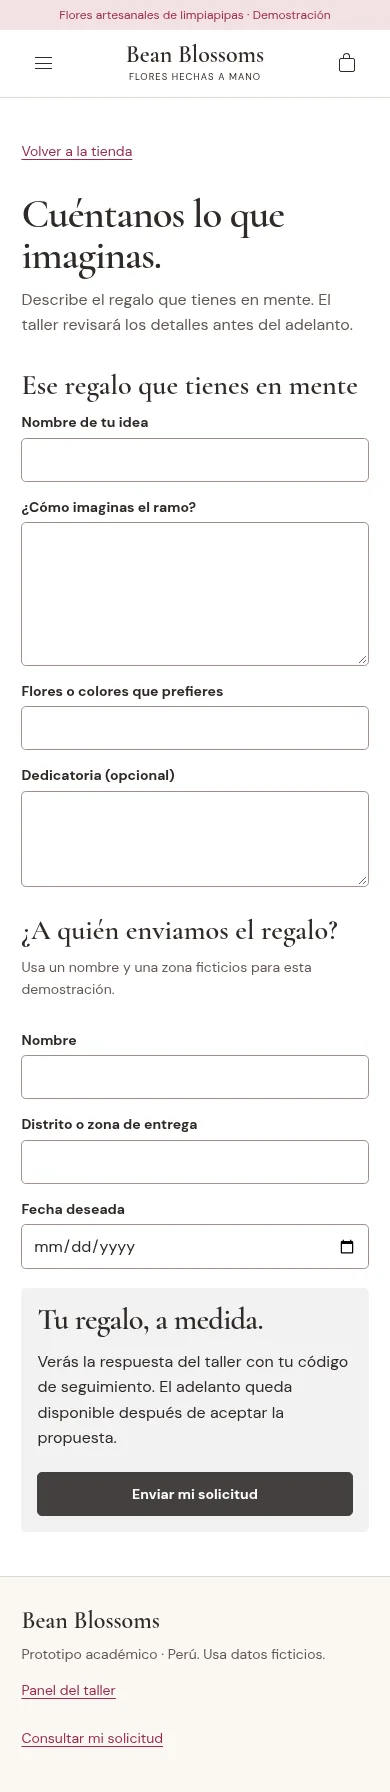 Flores artesanales de limpiapipas · Demostración
Bean Blossoms
FLORES HECHAS A MANO
Volver a la tienda
Cuéntanos lo que
imaginas.
Describe el regalo que tienes en mente. El
taller revisará los detalles antes del adelanto.
Ese regalo que tienes en mente
Nombre de tu idea
¿Cómo imaginas el ramo?
Flores o colores que prefieres
Dedicatoria (opcional)
¿A quién enviamos el regalo?
Usa un nombre y una zona ficticios para esta
demostración.
Nombre
Distrito o zona de entrega
Fecha deseada
mm/dd/yyyy
Tu regalo, a medida.
Verás la respuesta del taller con tu código
de seguimiento. El adelanto queda
disponible después de aceptar la
propuesta.
Enviar mi solicitud
Bean Blossoms
Prototipo académico · Perú. Usa datos ficticios.
Panel del taller
Consultar mi solicitud